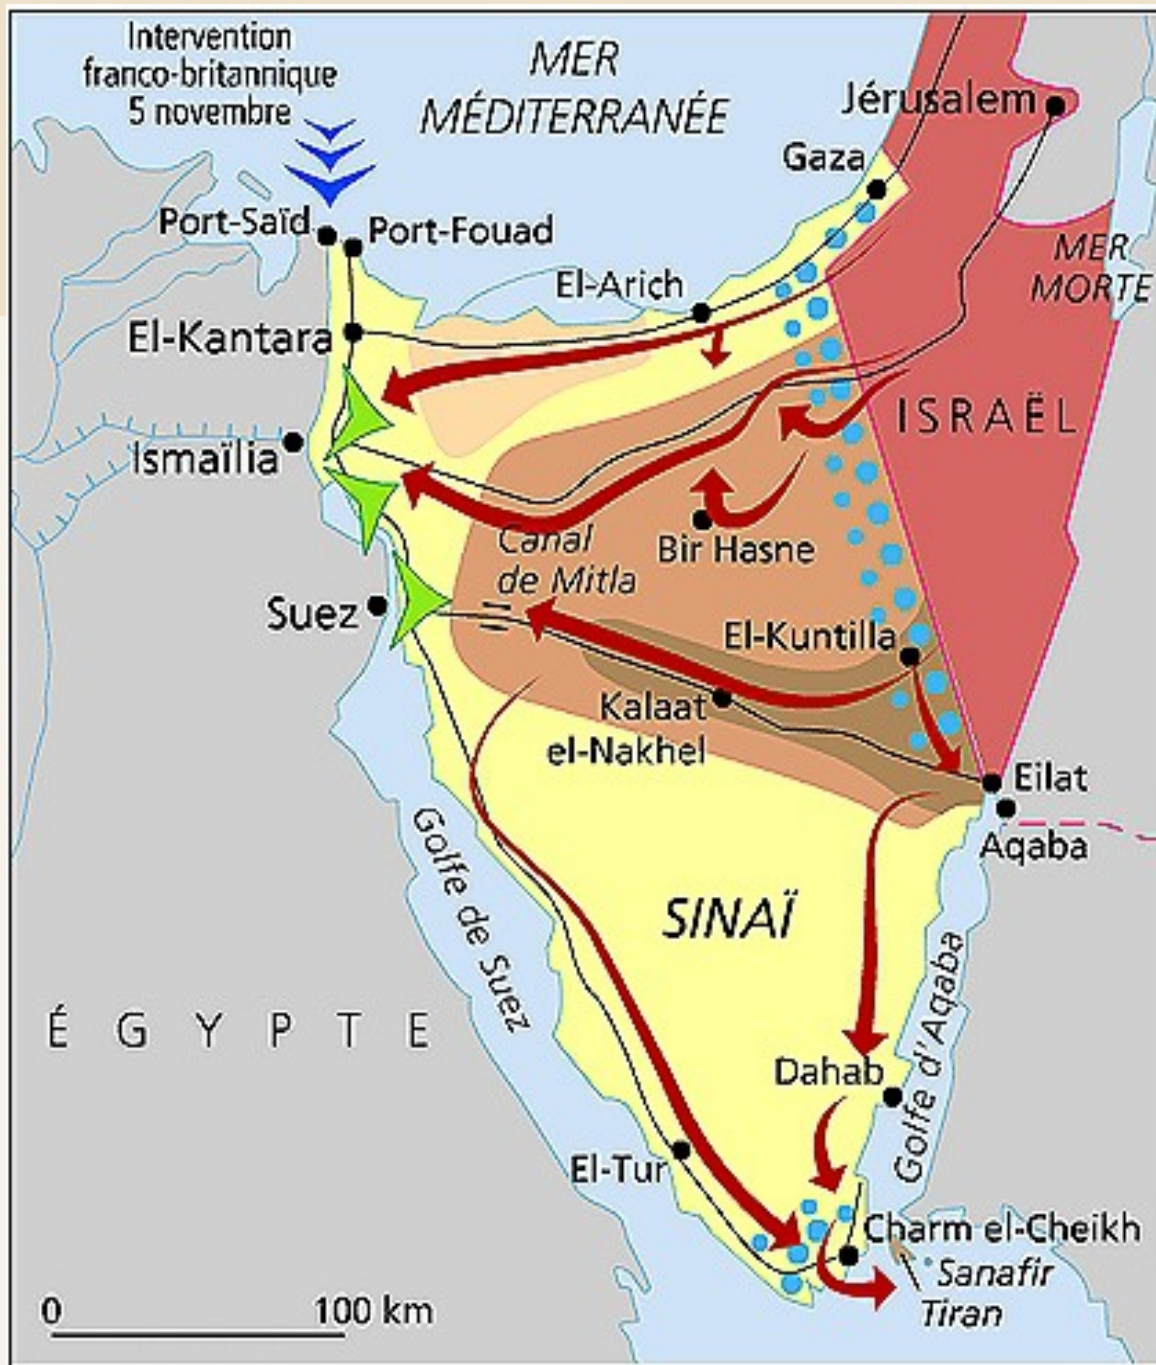 Intervention
franco-britannique
5 novembre
MER
MÉDITERRANÉE
Jérusalem
Gaza
Port-Saïd
Port-Fouad
MER
MORTE
El-Arich
El-Kantara
ISRAËL
Ismaïlia
Canal
de Mitla
Bir Hasne
Suez
El-Kuntilla
Kalaat
el-Nakhel
Eilat
Aqaba
Golfe de Suez
SINAÏ
Golfe d'Aqaba
ÉGYPTE
Dahab
El-Tur
Charm el-Cheikh
Sanafir
Tiran
0 100 km